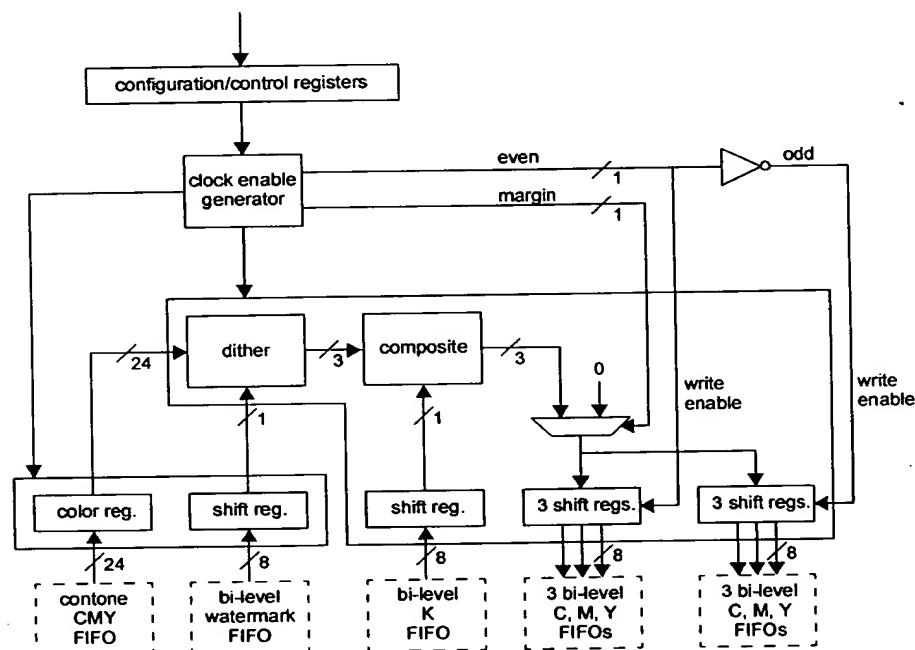 configuration/control registers
clock enable
generator
even
1
odd
margin
1
dither
composite
24
3
3
0
write
enable
write
enable
1
1
color reg.
shift reg.
shift reg.
3 shift regs.
3 shift regs.
24
8
8
8
8
contone
CMY
FIFO
bi-level
watermark
FIFO
bi-level
K
FIFO
3 bi-level
C, M, Y
FIFOs
3 bi-level
C, M, Y
FIFOs